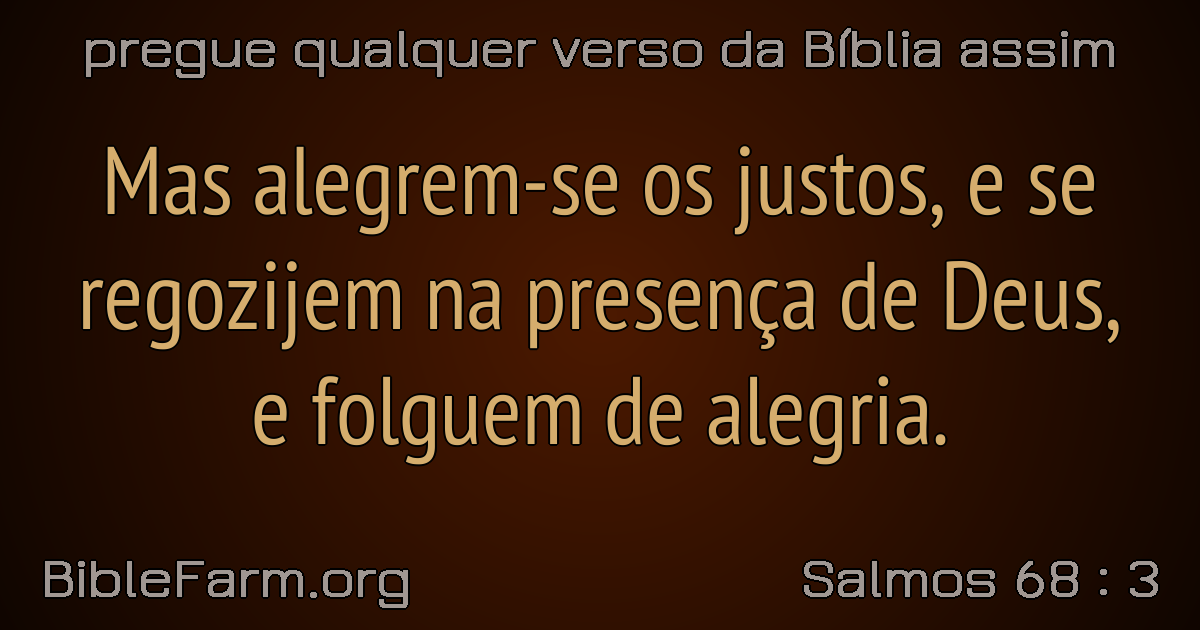 pregue qualquer verso da Bíblia assim
Mas alegrem-se os justos, e se
regozijem na presença de Deus,
e folguem de alegria.
BibleFarm.org
Salmos 68 : 3